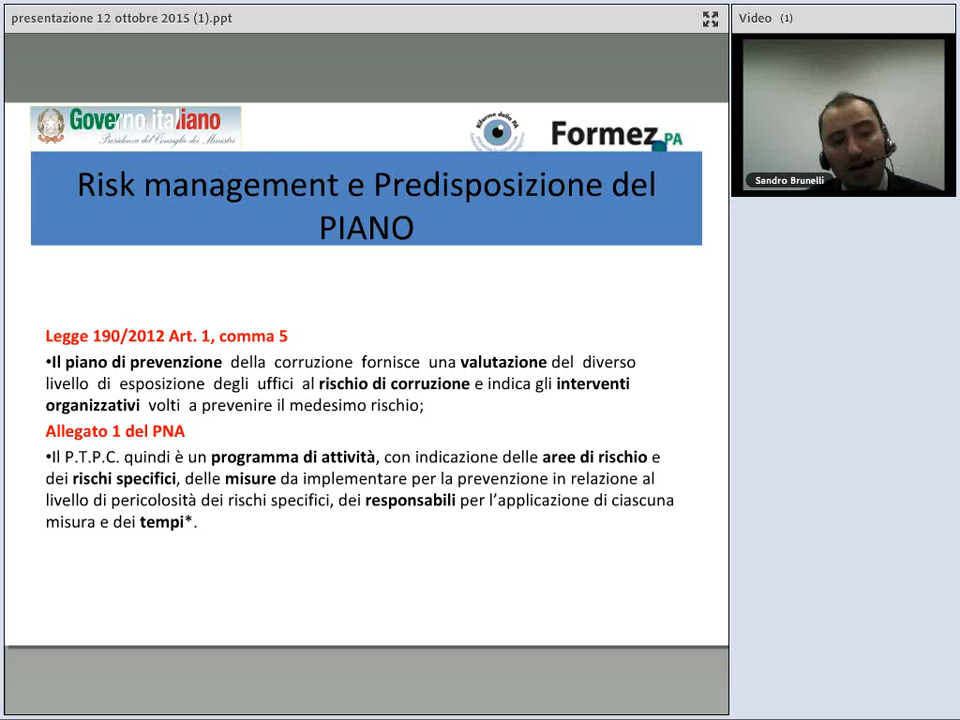 presentazione 12 ottobre 2015 (1).ppt
Video (1)
Governo italiano
Presidenza del Consiglio dei Ministri
Riforme della PA
Formez PA
Sandro Brunelli
Risk management e Predisposizione del
PIANO
Legge 190/2012 Art. 1, comma 5
•Il piano di prevenzione della corruzione fornisce una valutazione del diverso
livello di esposizione degli uffici al rischio di corruzione e indica gli interventi
organizzativi volti a prevenire il medesimo rischio;
Allegato 1 del PNA
•Il P.T.P.C. quindi è un programma di attività, con indicazione delle aree di rischio e
dei rischi specifici, delle misure da implementare per la prevenzione in relazione al
livello di pericolosità dei rischi specifici, dei responsabili per l’applicazione di ciascuna
misura e dei tempi*.